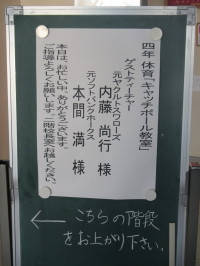 四年 体育「キャッチボール教室」
ゲストティーチャー
元ヤクルトスワローズ
内藤 尚行 様
元ソフトバンクホークス
本間 満 様
本日は、お忙しい中、ありがとうございます。
ご指導よろしくお願いします。二階校長室へお越しください。
← こちらの階段
をお上がり下さい。